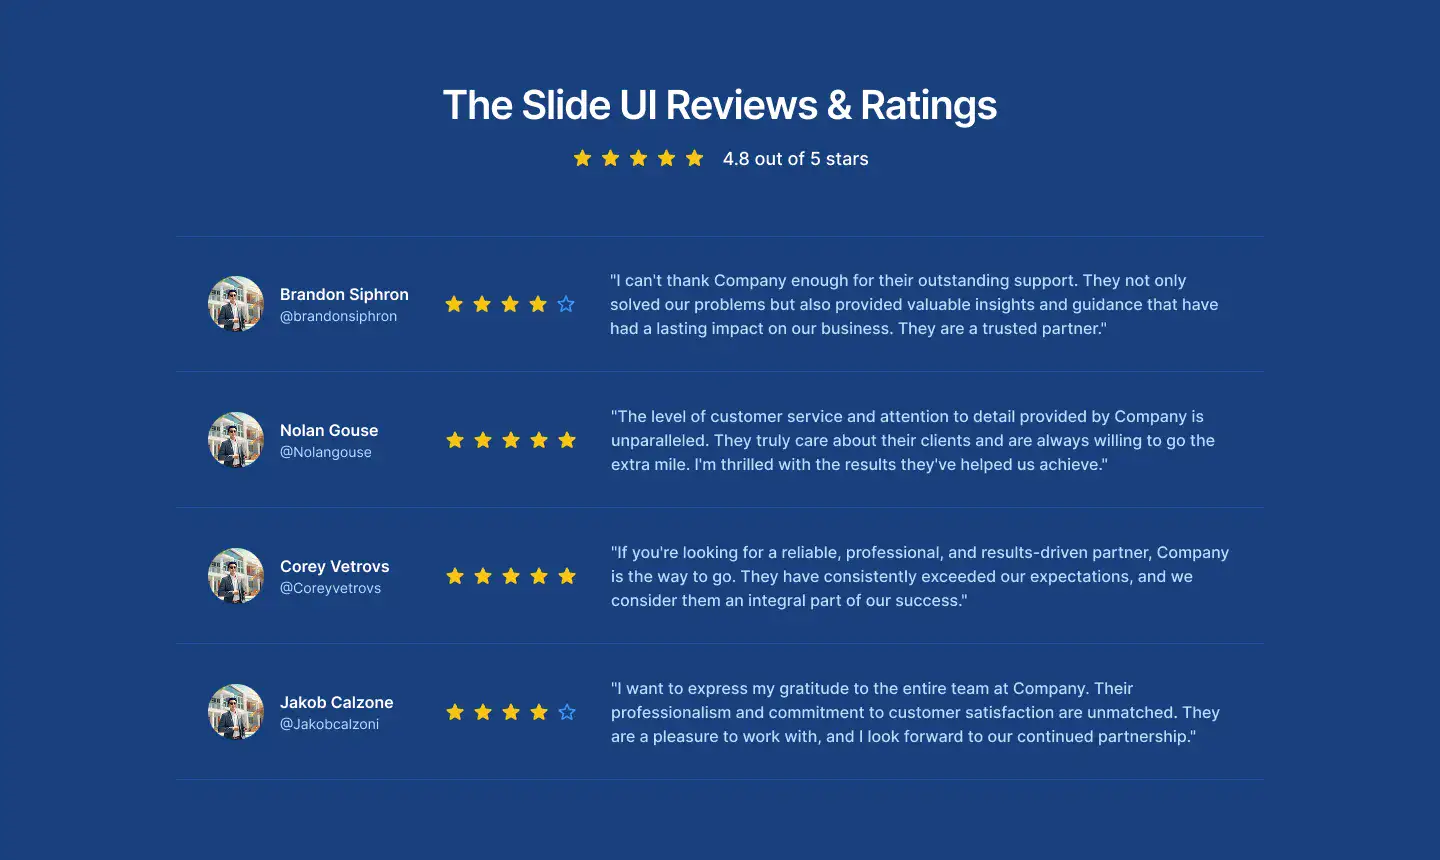 The Slide UI Reviews & Ratings
4.8 out of 5 stars
Brandon Siphron
@brandonsiphron
"I can't thank Company enough for their outstanding support. They not only
solved our problems but also provided valuable insights and guidance that have
had a lasting impact on our business. They are a trusted partner."
Nolan Gouse
@Nolangouse
"The level of customer service and attention to detail provided by Company is
unparalleled. They truly care about their clients and are always willing to go the
extra mile. I'm thrilled with the results they've helped us achieve."
Corey Vetrovs
@Coreyvetrovs
"If you're looking for a reliable, professional, and results-driven partner, Company
is the way to go. They have consistently exceeded our expectations, and we
consider them an integral part of our success."
Jakob Calzone
@Jakobcalzoni
"I want to express my gratitude to the entire team at Company. Their
professionalism and commitment to customer satisfaction are unmatched. They
are a pleasure to work with, and I look forward to our continued partnership."